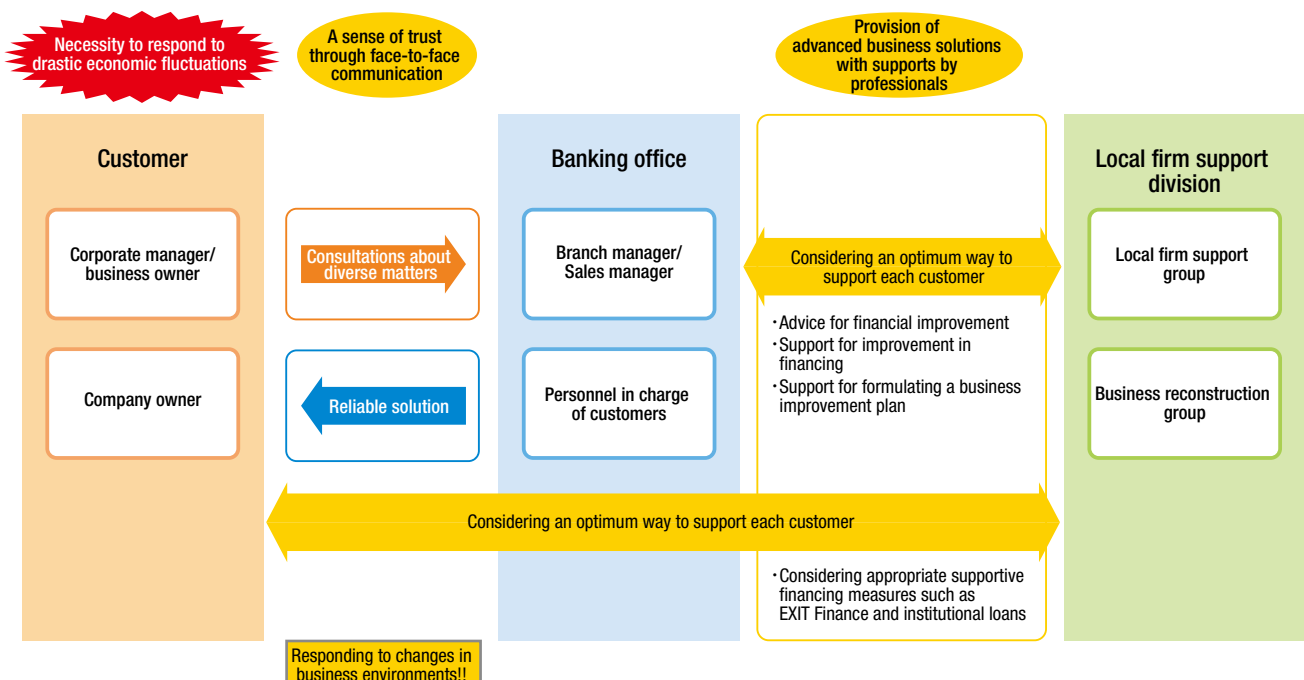 Necessity to respond to
drastic economic fluctuations
A sense of trust
through face-to-face
communication
Provision of
advanced business solutions
with supports by
professionals
Customer
Corporate manager/
business owner
Company owner
Consultations about
diverse matters
Reliable solution
Banking office
Branch manager/
Sales manager
Personnel in charge
of customers
Considering an optimum way to
support each customer
・Advice for financial improvement
・Support for improvement in
financing
・Support for formulating a business
improvement plan
Local firm support
division
Local firm support
group
Business reconstruction
group
Considering an optimum way to support each customer
・Considering appropriate supportive
financing measures such as
EXIT Finance and institutional loans
Responding to changes in
business environments!!